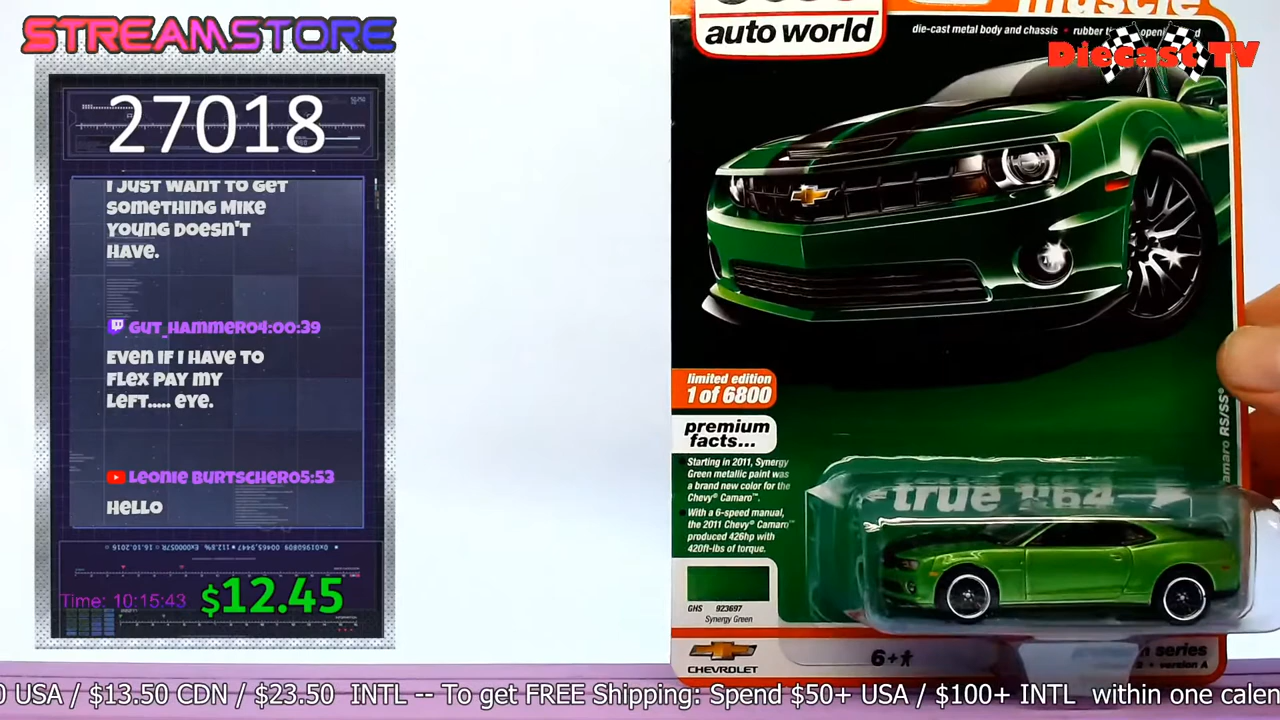 STREAMSTORE
27018
I just want to get
something Mike
Young doesn't
have.
Gut_Hammer04:00:39
Even if I have to
flex pay my
left..... eye.
Leonie Burtscher05:53
Hello
Time: 10:15:43
$12.45
muscle
auto world
die-cast metal body and chassis • rubber
Diecast TV
limited edition
1 of 6800
premium
facts...
Starting in 2011, Synergy
Green metallic paint was
a brand new color for the
Chevy® Camaro™.
With a 6-speed manual,
the 2011 Chevy® Camaro™
produced 426hp with
420ft-lbs of torque.
GHS 923697
Synergy Green
CHEVROLET
true 1:64
amaro RS/SS®
6+
series
version A
0 USA / $13.50 CDN / $23.50 INTL -- To get FREE Shipping: Spend $50+ USA / $100+ INTL within one calen